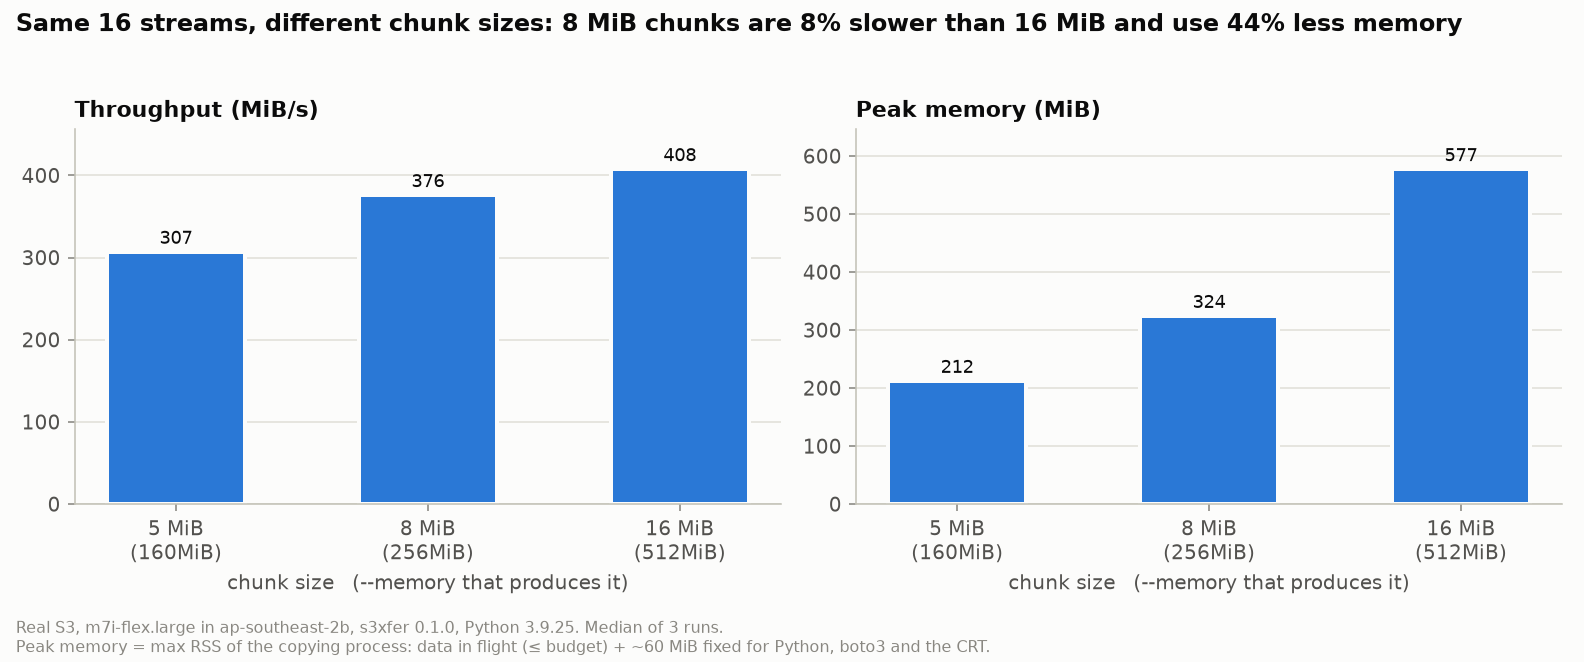 Same 16 streams, different chunk sizes: 8 MiB chunks are 8% slower than 16 MiB and use 44% less memory
Throughput (MiB/s)
400
300
200
100
0
307
376
408
5 MiB
(160MiB)
8 MiB
(256MiB)
16 MiB
(512MiB)
chunk size (--memory that produces it)
Peak memory (MiB)
600
500
400
300
200
100
0
212
324
577
5 MiB
(160MiB)
8 MiB
(256MiB)
16 MiB
(512MiB)
chunk size (--memory that produces it)
Real S3, m7i-flex.large in ap-southeast-2b, s3xfer 0.1.0, Python 3.9.25. Median of 3 runs.
Peak memory = max RSS of the copying process: data in flight (≤ budget) + ~60 MiB fixed for Python, boto3 and the CRT.